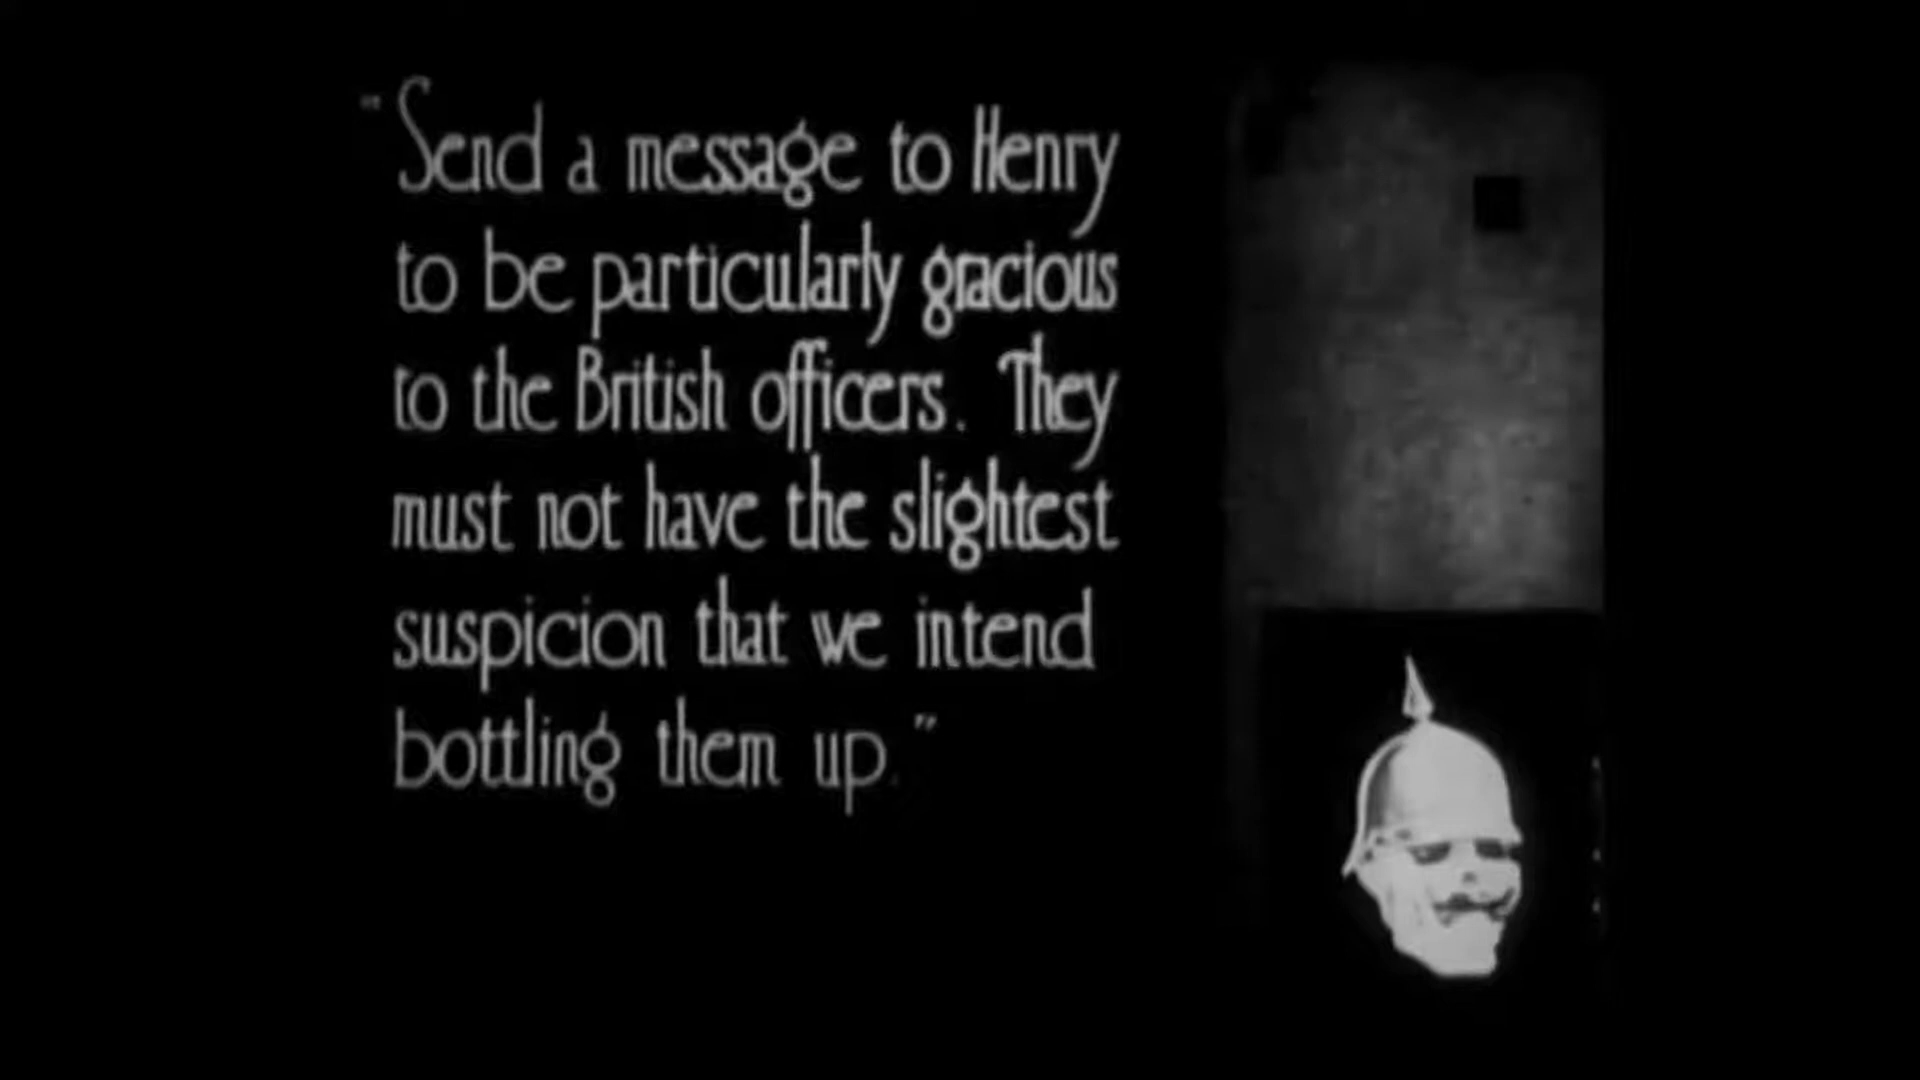 "Send a message to Henry
to be particularly gracious
to the British officers. They
must not have the slightest
suspicion that we intend
bottling them up."